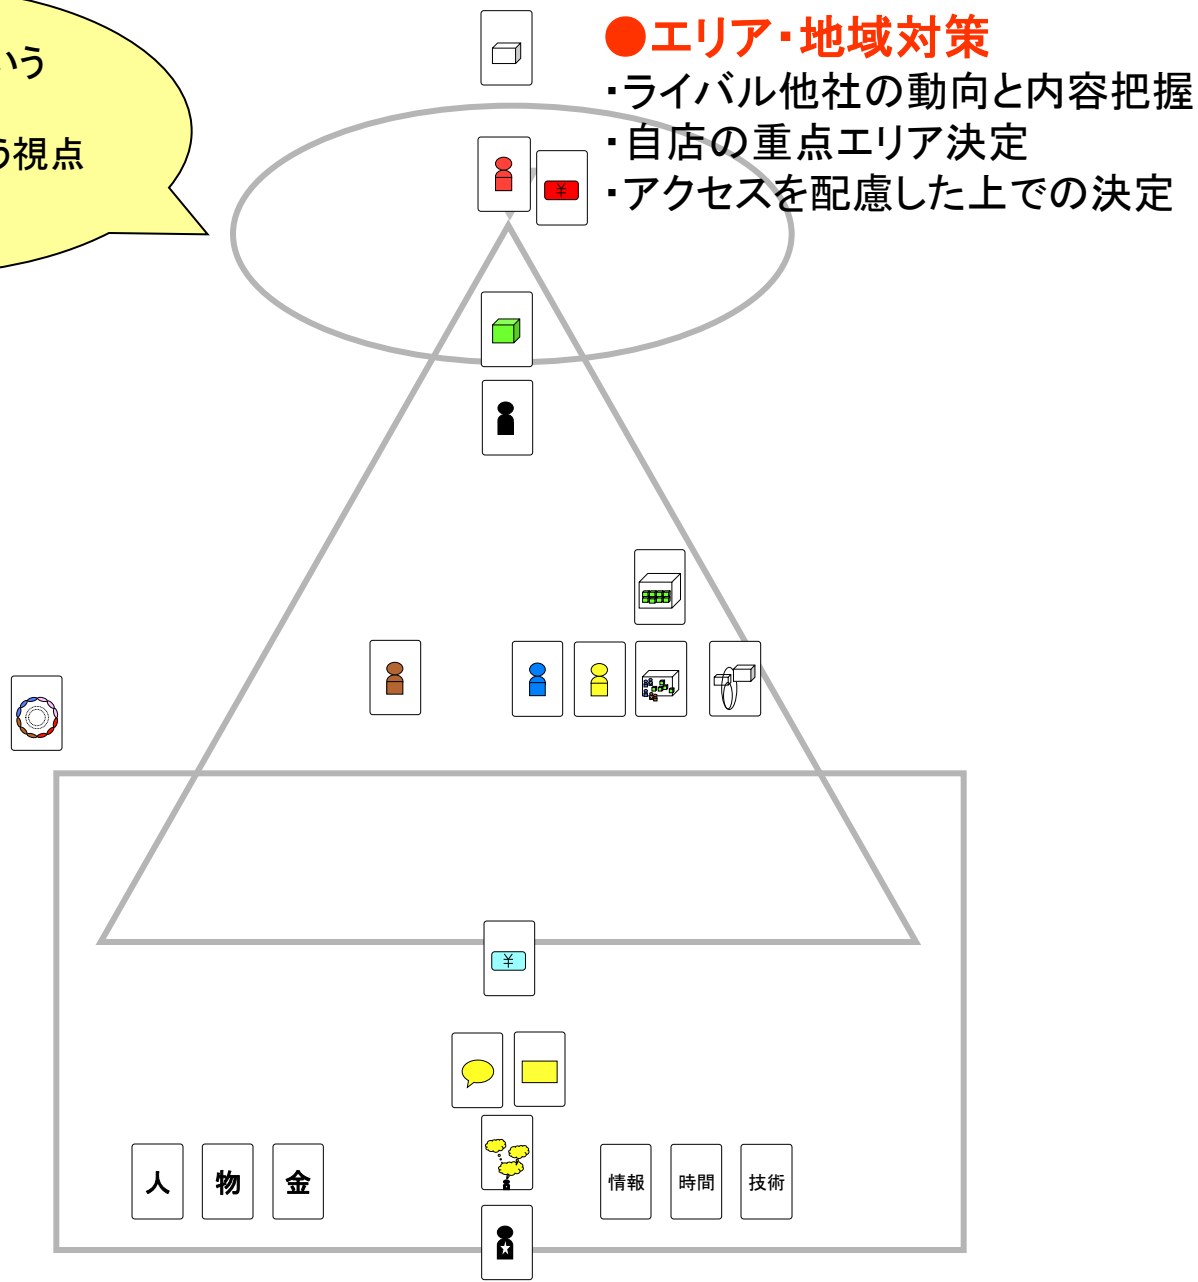 いう
う視点
●エリア・地域対策
・ライバル他社の動向と内容把握
・自店の重点エリア決定
・アクセスを配慮した上での決定
¥
¥
人 物 金 情報 時間 技術